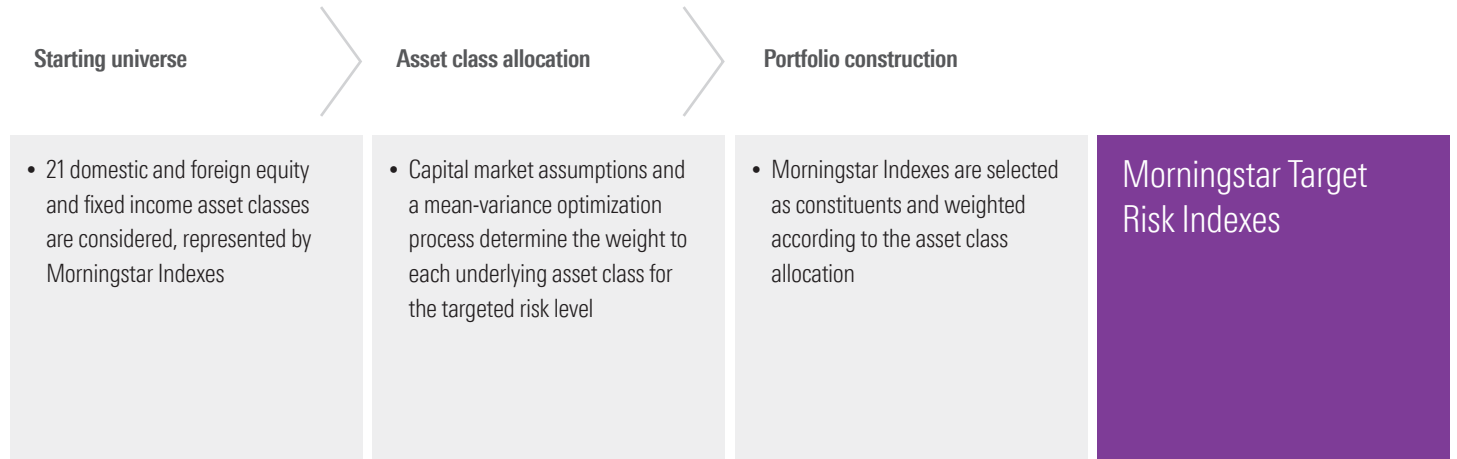 Starting universe
Asset class allocation
Portfolio construction
• 21 domestic and foreign equity
and fixed income asset classes
are considered, represented by
Morningstar Indexes
• Capital market assumptions and
a mean-variance optimization
process determine the weight to
each underlying asset class for
the targeted risk level
• Morningstar Indexes are selected
as constituents and weighted
according to the asset class
allocation
Morningstar Target
Risk Indexes